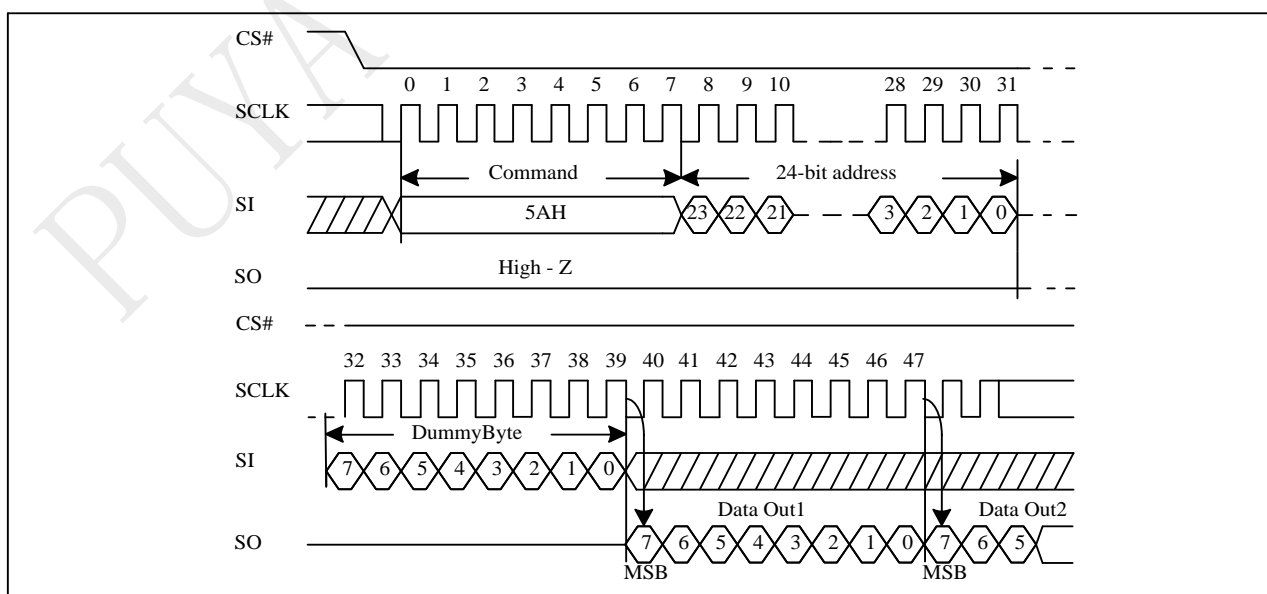 PUYA
CS#
0 1 2 3 4 5 6 7 8 9 10 28 29 30 31
SCLK
Command 24-bit address
SI 5AH 23 22 21 3 2 1 0
High - Z
SO
CS#
32 33 34 35 36 37 38 39 40 41 42 43 44 45 46 47
SCLK
DummyByte
SI 7 6 5 4 3 2 1 0
Data Out1 Data Out2
SO 7 6 5 4 3 2 1 0 7 6 5
MSB MSB